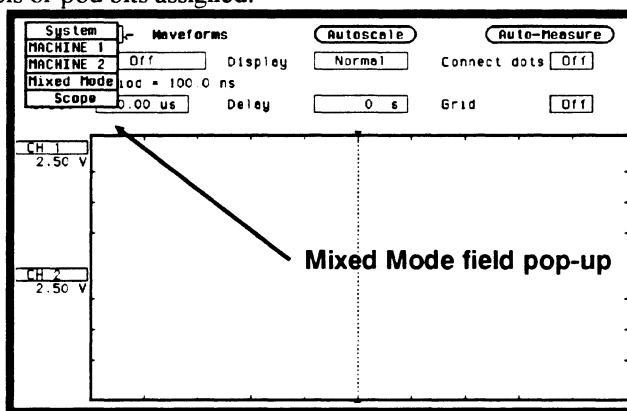 or pod bits assigned.
System
MACHINE 1
MACHINE 2
Mixed Mode
Scope
Waveforms
Autoscale
Auto-Measure
Off
Display
Normal
Connect dots
Off
= 100.0 ns
0.00 us
Delay
0 s
Grid
Off
CH 1
2.50 V
Mixed Mode field pop-up
CH 2
2.50 V